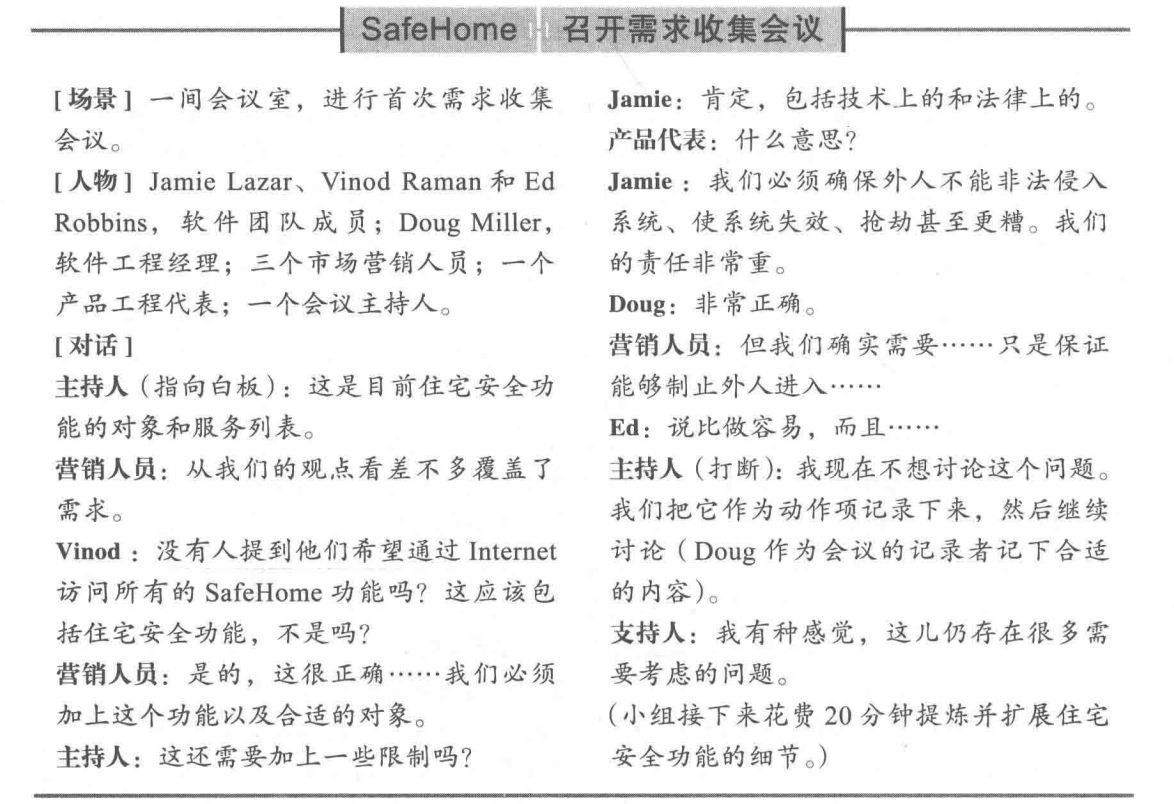 SafeHome 召开需求收集会议
[场景] 一间会议室，进行首次需求收集
会议。
[人物] Jamie Lazar、Vinod Raman 和 Ed
Robbins，软件团队成员；Doug Miller，
软件工程经理；三个市场营销人员；一个
产品工程代表；一个会议主持人。
[对话]
主持人（指向白板）：这是目前住宅安全功
能的对象和服务列表。
营销人员：从我们的观点看差不多覆盖了
需求。
Vinod：没有人提到他们希望通过 Internet
访问所有的 SafeHome 功能吗？这应该包
括住宅安全功能，不是吗？
营销人员：是的，这很正确……我们必须
加上这个功能以及合适的对象。
主持人：这还需要加上一些限制吗？
Jamie：肯定，包括技术上的和法律上的。
产品代表：什么意思？
Jamie：我们必须确保外人不能非法侵入
系统、使系统失效、抢劫甚至更糟。我们
的责任非常重。
Doug：非常正确。
营销人员：但我们确实需要……只是保证
能够制止外人进入……
Ed：说比做容易，而且……
主持人（打断）：我现在不想讨论这个问题。
我们把它作为动作项记录下来，然后继续
讨论（Doug 作为会议的记录者记下合适
的内容）。
支持人：我有种感觉，这儿仍存在很多需
要考虑的问题。
（小组接下来花费 20 分钟提炼并扩展住宅
安全功能的细节。）